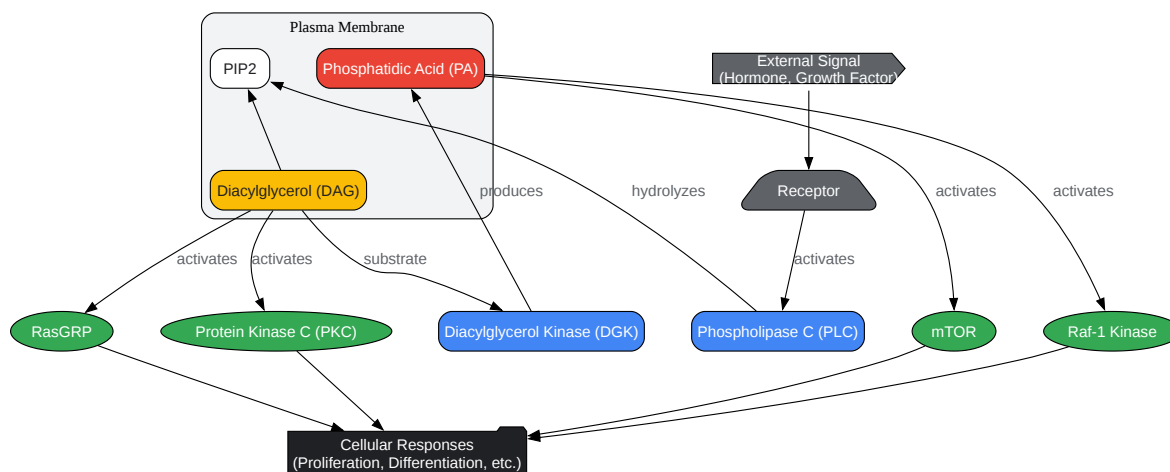 Plasma Membrane
PIP2
Phosphatidic Acid (PA)
External Signal
(Hormone, Growth Factor)
Diacylglycerol (DAG)
produces
hydrolyzes
Receptor
activates
activates
activates
activates
substrate
activates
RasGRP
Protein Kinase C (PKC)
Diacylglycerol Kinase (DGK)
Phospholipase C (PLC)
mTOR
Raf-1 Kinase
Cellular Responses
(Proliferation, Differentiation, etc.)